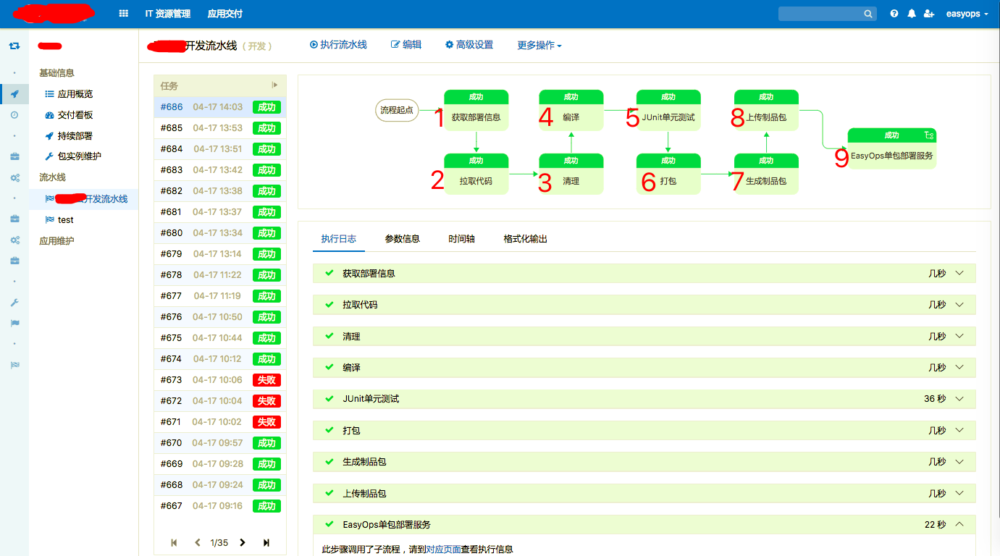 IT 资源管理 应用交付 easyops
开发流水线 ( 开发 ) 执行流水线 编辑 高级设置 更多操作
基础信息
应用概览
交付看板
持续部署
包实例维护
流水线
开发流水线
test
应用维护
任务
#686 04-17 14:03 成功
#685 04-17 13:53 成功
#684 04-17 13:51 成功
#683 04-17 13:42 成功
#682 04-17 13:38 成功
#681 04-17 13:37 成功
#680 04-17 13:34 成功
#679 04-17 13:14 成功
#678 04-17 11:22 成功
#677 04-17 11:19 成功
#676 04-17 10:50 成功
#675 04-17 10:44 成功
#674 04-17 10:12 成功
#673 04-17 10:06 失败
#672 04-17 10:04 失败
#671 04-17 10:02 失败
#670 04-17 09:57 成功
#669 04-17 09:28 成功
#668 04-17 09:24 成功
#667 04-17 09:16 成功
1/35
流程起点
成功
1 获取部署信息
成功
2 拉取代码
成功
3 清理
成功
4 编译
成功
5 JUnit单元测试
成功
6 打包
成功
7 生成制品包
成功
8 上传制品包
成功
9 EasyOps单包部署服务
执行日志 参数信息 时间轴 格式化输出
获取部署信息 几秒
拉取代码 几秒
清理 几秒
编译 几秒
JUnit单元测试 36 秒
打包 几秒
生成制品包 几秒
上传制品包 几秒
EasyOps单包部署服务 22 秒
此步骤调用了子流程，请到对应页面查看执行信息